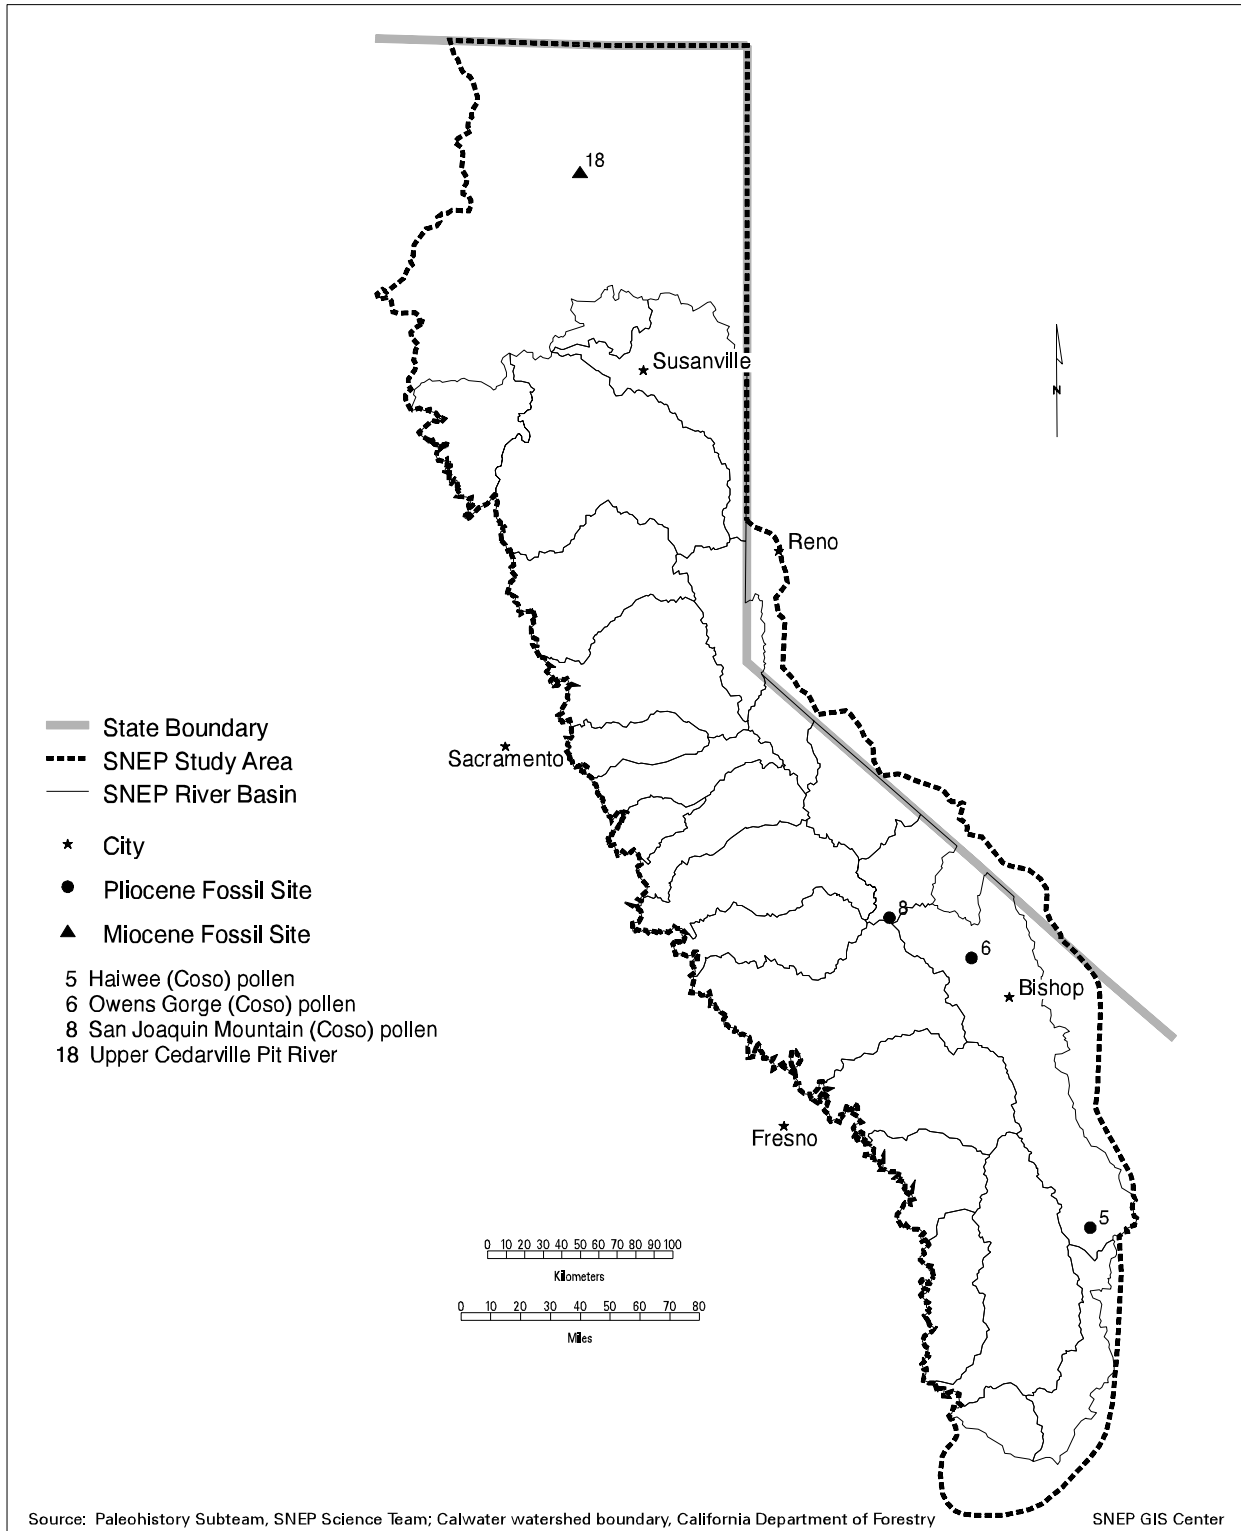 18
Susanville
N
Reno
State Boundary
SNEP Study Area
Sacramento
SNEP River Basin
City
Pliocene Fossil Site
8
Miocene Fossil Site
6
5 Haiwee (Coso) pollen
Bishop
6 Owens Gorge (Coso) pollen
8 San Joaquin Mountain (Coso) pollen
18 Upper Cedarville Pit River
Fresno
5
0 10 20 30 40 50 60 70 80 90 100
Kilometers
0 10 20 30 40 50 60 70 80
Miles
Source: Paleohistory Subteam, SNEP Science Team; Calwater watershed boundary, California Department of Forestry
SNEP GIS Center